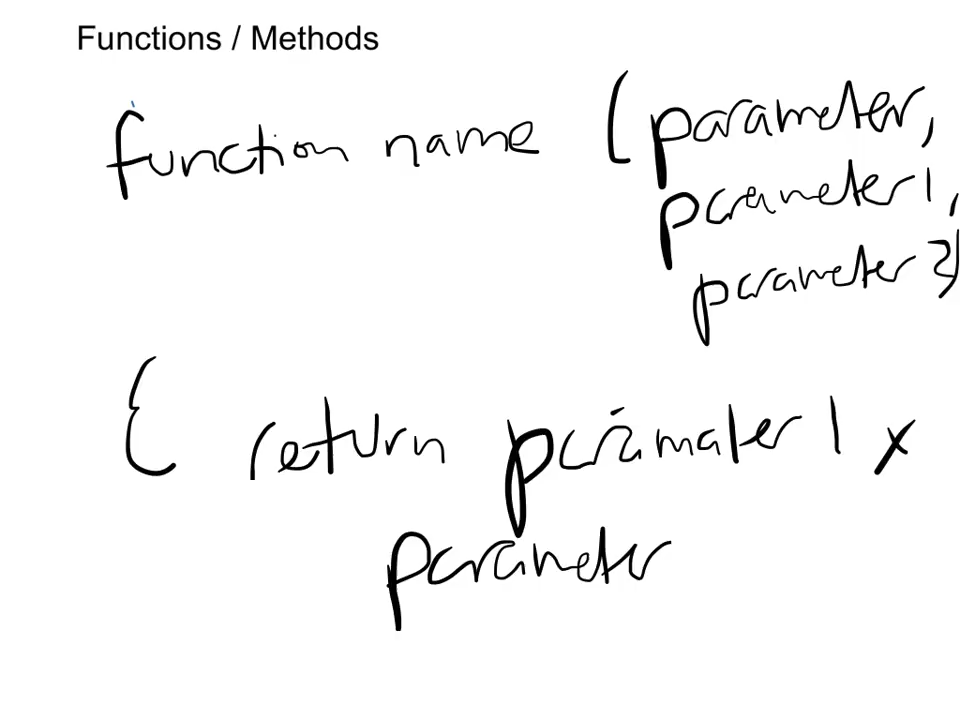 Functions / Methods
function name (parameter,
parameter1,
parameter2)
{ return paramater1 x
parameter